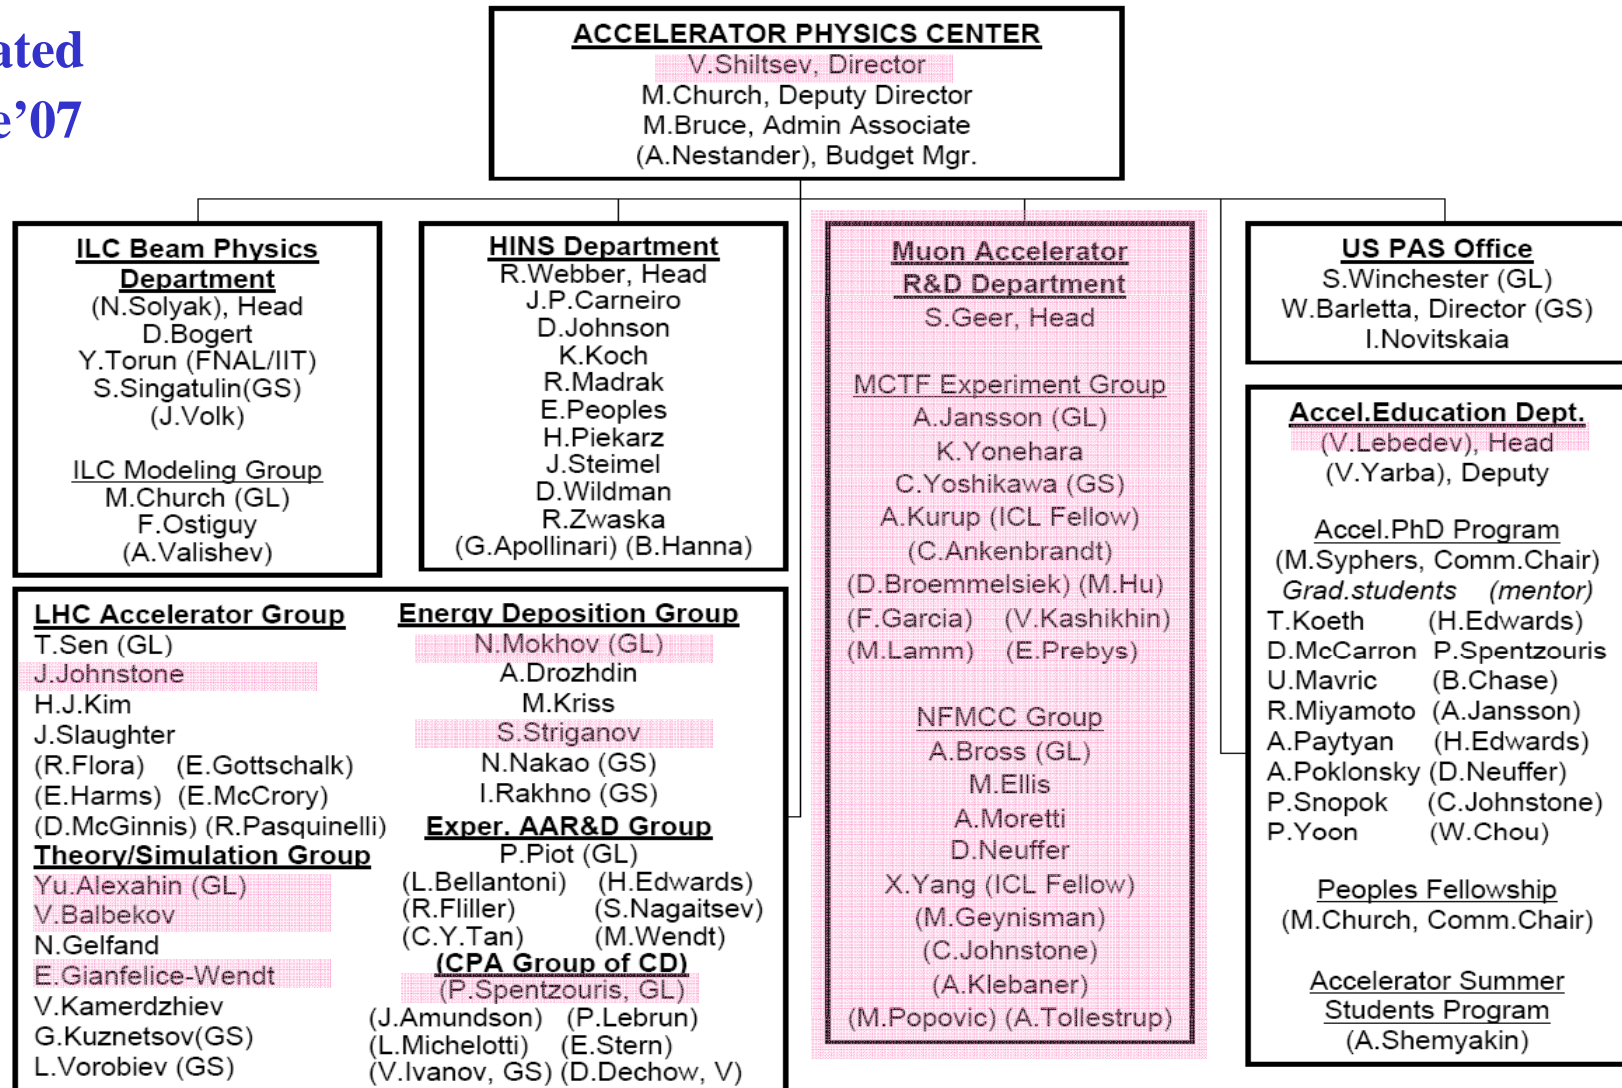 ated
e’07
ACCELERATOR PHYSICS CENTER
V.Shiltsev, Director
M.Church, Deputy Director
M.Bruce, Admin Associate
(A.Nestander), Budget Mgr.
ILC Beam Physics
Department
(N.Solyak), Head
D.Bogert
Y.Torun (FNAL/IIT)
S.Singatulin(GS)
(J.Volk)
ILC Modeling Group
M.Church (GL)
F.Ostiguy
(A.Valishev)
HINS Department
R.Webber, Head
J.P.Carneiro
D.Johnson
K.Koch
R.Madrak
E.Peoples
H.Piekarz
J.Steimel
D.Wildman
R.Zwaska
(G.Apollinari) (B.Hanna)
Muon Accelerator
R&D Department
S.Geer, Head
MCTF Experiment Group
A.Jansson (GL)
K.Yonehara
C.Yoshikawa (GS)
A.Kurup (ICL Fellow)
(C.Ankenbrandt)
(D.Broemmelsiek) (M.Hu)
(F.Garcia) (V.Kashikhin)
(M.Lamm) (E.Prebys)
NFMCC Group
A.Bross (GL)
M.Ellis
A.Moretti
D.Neuffer
X.Yang (ICL Fellow)
(M.Geynisman)
(C.Johnstone)
(A.Klebaner)
(M.Popovic) (A.Tollestrup)
US PAS Office
S.Winchester (GL)
W.Barletta, Director (GS)
I.Novitskaia
Accel.Education Dept.
(V.Lebedev), Head
(V.Yarba), Deputy
Accel.PhD Program
(M.Syphers, Comm.Chair)
Grad.students (mentor)
T.Koeth (H.Edwards)
D.McCarron P.Spentzouris
U.Mavric (B.Chase)
R.Miyamoto (A.Jansson)
A.Paytyan (H.Edwards)
A.Poklonsky (D.Neuffer)
P.Snopok (C.Johnstone)
P.Yoon (W.Chou)
Peoples Fellowship
(M.Church, Comm.Chair)
Accelerator Summer
Students Program
(A.Shemyakin)
LHC Accelerator Group
T.Sen (GL)
J.Johnstone
H.J.Kim
J.Slaughter
(R.Flora) (E.Gottschalk)
(E.Harms) (E.McCrory)
(D.McGinnis) (R.Pasquinelli)
Theory/Simulation Group
Yu.Alexahin (GL)
V.Balbekov
N.Gelfand
E.Gianfelice-Wendt
V.Kamerdzhiev
G.Kuznetsov(GS)
L.Vorobiev (GS)
Energy Deposition Group
N.Mokhov (GL)
A.Drozhdin
M.Kriss
S.Striganov
N.Nakao (GS)
I.Rakhno (GS)
Exper. AAR&D Group
P.Piot (GL)
(L.Bellantoni) (H.Edwards)
(R.Fliller) (S.Nagaitsev)
(C.Y.Tan) (M.Wendt)
(CPA Group of CD)
(P.Spentzouris, GL)
(J.Amundson) (P.Lebrun)
(L.Michelotti) (E.Stern)
(V.Ivanov, GS) (D.Dechow, V)